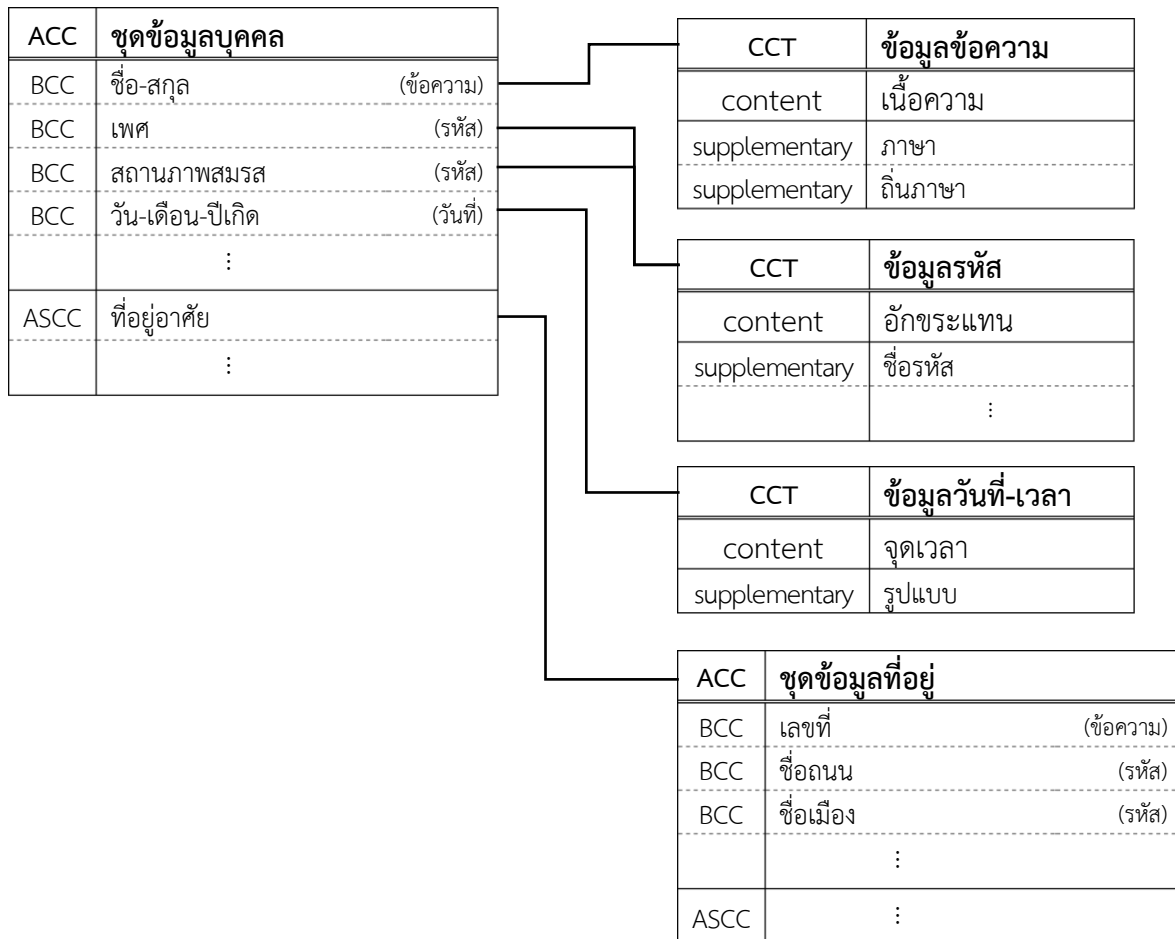 ACC ชุดข้อมูลบุคคล
BCC ชื่อ-สกุล (ข้อความ)
BCC เพศ (รหัส)
BCC สถานภาพสมรส (รหัส)
BCC วัน-เดือน-ปีเกิด (วันที่)
⋮
ASCC ที่อยู่อาศัย
⋮
CCT ข้อมูลข้อความ
content เนื้อความ
supplementary ภาษา
supplementary ถิ่นภาษา
CCT ข้อมูลรหัส
content อักขระแทน
supplementary ชื่อรหัส
⋮
CCT ข้อมูลวันที่-เวลา
content จุดเวลา
supplementary รูปแบบ
ACC ชุดข้อมูลที่อยู่
BCC เลขที่ (ข้อความ)
BCC ชื่อถนน (รหัส)
BCC ชื่อเมือง (รหัส)
⋮
ASCC ⋮